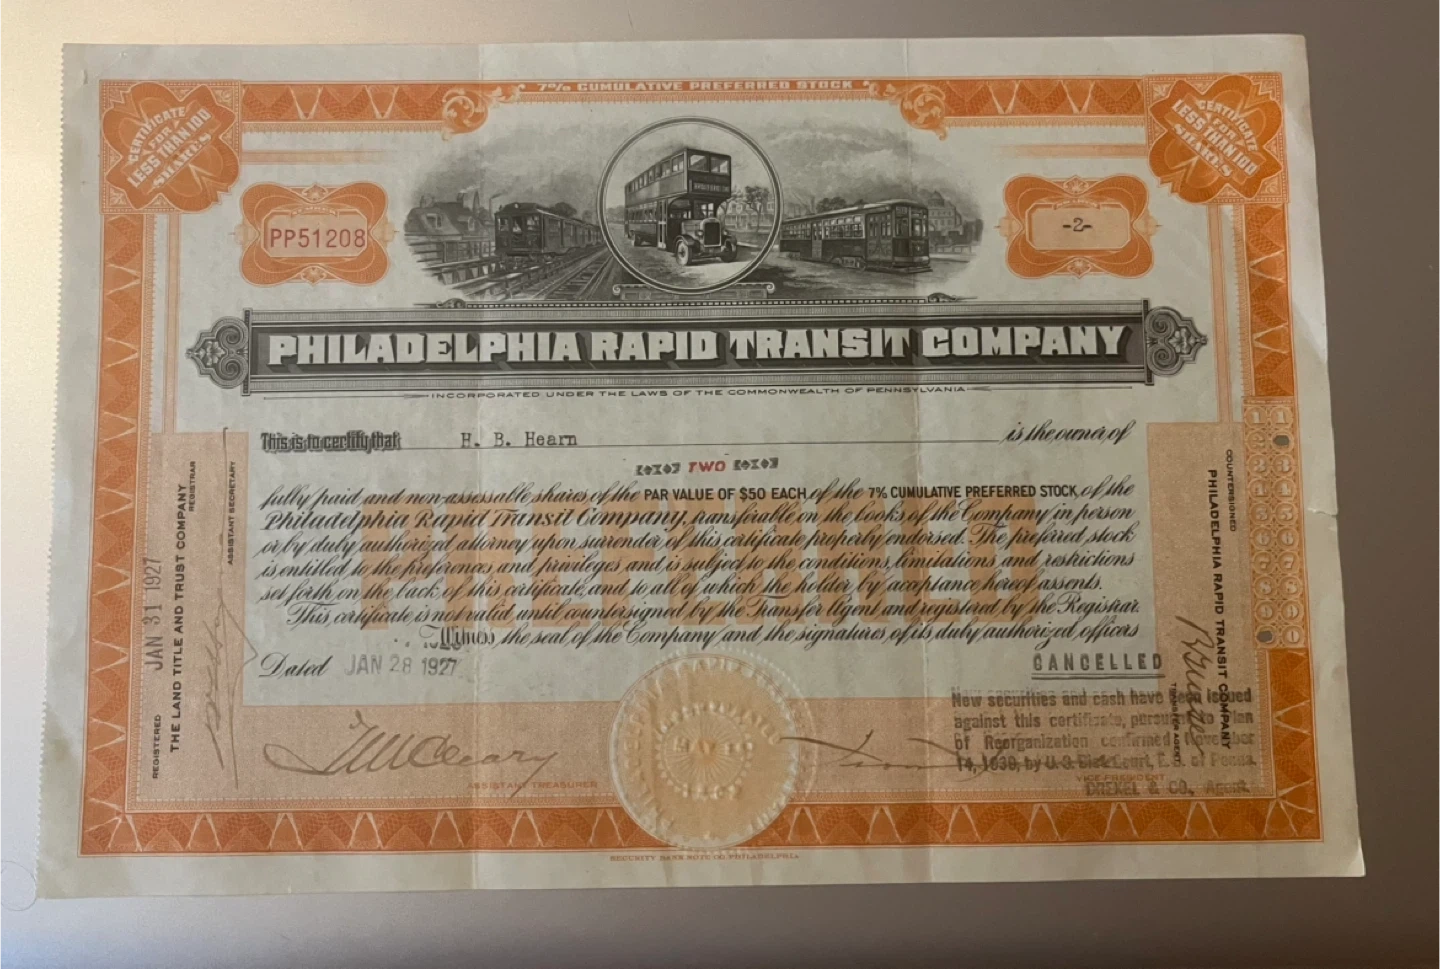 7% CUMULATIVE PREFERRED STOCK
CERTIFICATE
FOR
LESS THAN 100
SHARES
CERTIFICATE
FOR
LESS THAN 100
SHARES
PP51208
-2-
PHILADELPHIA RAPID TRANSIT COMPANY
INCORPORATED UNDER THE LAWS OF THE COMMONWEALTH OF PENNSYLVANIA
This is to certify that H. B. Hearn is the owner of
TWO
fully paid and non-assessable shares of the PAR VALUE OF $50 EACH of the 7% CUMULATIVE PREFERRED STOCK, of the
Philadelphia Rapid Transit Company, transferable on the books of the Company in person
or by duly authorized attorney upon surrender of this certificate properly endorsed. The preferred stock
is entitled to the preferences and privileges and is subject to the conditions, limitations and restrictions
set forth on the back of this certificate, and to all of which the holder by acceptance hereof assents.
This certificate is not valid until countersigned by the Transfer Agent and registered by the Registrar.
Witness the seal of the Company and the signatures of its duly authorized officers
Dated JAN 28 1927
CANCELLED
New securities and cash have been issued
against this certificate, pursuant to Plan
of Reorganization confirmed November
14, 1939, by U. S. Dist. Court, E. D. of Penna.
DREXEL & CO., Agent.
ASSISTANT TREASURER
VICE-PRESIDENT
REGISTERED JAN 31 1927
THE LAND TITLE AND TRUST COMPANY
REGISTRAR
ASSISTANT SECRETARY
COUNTERSIGNED
PHILADELPHIA RAPID TRANSIT COMPANY
TRANSFER AGENT
SECURITY BANK NOTE CO. PHILADELPHIA